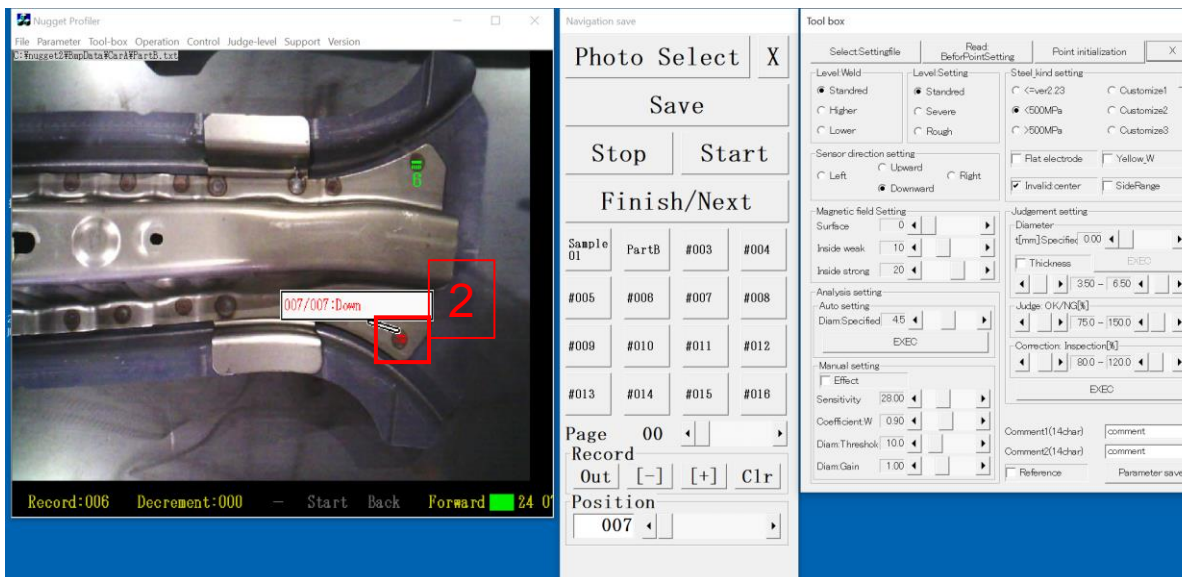 Nugget Profiler
File Parameter Tool-box Operation Control Judge-level Support Version
C:¥nugget2¥BmpData¥CarA¥PartB.txt
6
007/007:Down
2
Record:006 Decrement:000 - Start Back Forward 24
Navigation save
Photo Select X
Save
Stop Start
Finish/Next
Sample 01 PartB #003 #004
#005 #006 #007 #008
#009 #010 #011 #012
#013 #014 #015 #016
Page 00
Record
Out [-] [+] Clr
Position
007
Tool box
SelectSettingfile Read: BeforPointSetting Point initialization X
Level Weld
Standred
Higher
Lower
Level Setting
Standred
Severe
Rough
Steel_kind setting
<=ver2.23 Customize1
<500MPa Customize2
>500MPa Customize3
Sensor direction setting
Upward
Left Right
Downward
Flat electrode Yellow_W
Invalid:center SideRange
Magnetic field Setting
Surface 0
Inside weak 10
Inside strong 20
Judgement setting
Diameter
t[mm]:Specified 0.00
Thickness EXEC
3.50 - 6.50
Judge: OK/NG[%]
75.0 - 150.0
Correction: Inspection[%]
80.0 - 120.0
EXEC
Analysis setting
Auto setting
Diam:Specified 4.5
EXEC
Manual setting
Effect
Sensitivity 28.00
Coefficient:W 0.90
Diam:Threshok 10.0
Diam:Gain 1.00
Comment1(14char) comment
Comment2(14char) comment
Reference Parameter save